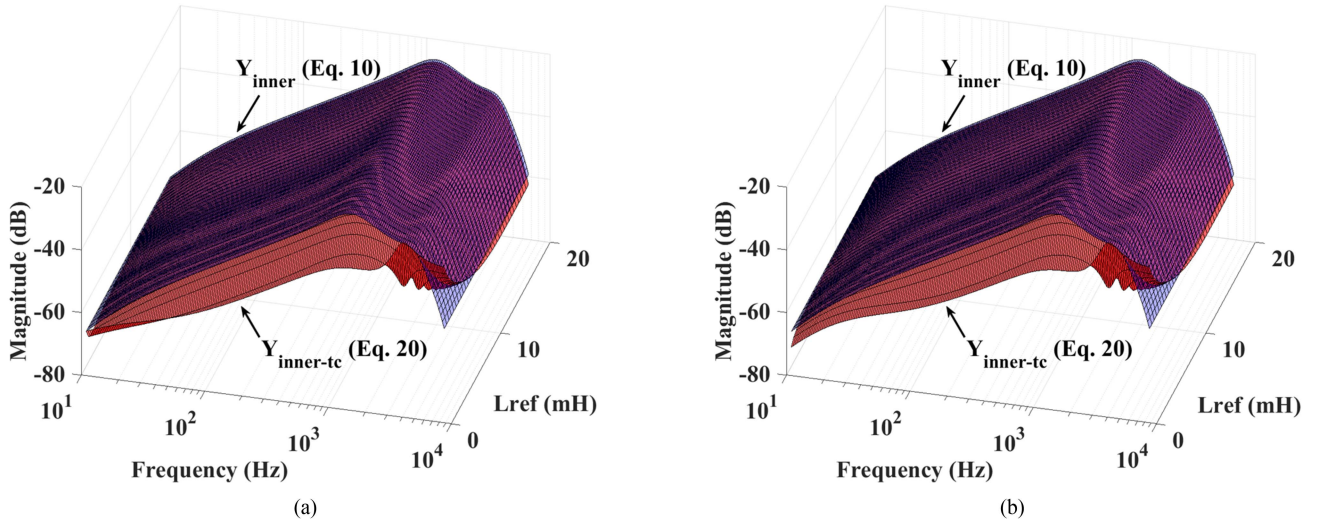 Y_inner (Eq. 10)
-20
-40
-60
-80
Magnitude (dB)
Y_inner-tc (Eq. 20)
20
10
0
Lref (mH)
10^1
10^2
10^3
10^4
Frequency (Hz)
(a)
Y_inner (Eq. 10)
-20
-40
-60
-80
Magnitude (dB)
Y_inner-tc (Eq. 20)
20
10
0
Lref (mH)
10^1
10^2
10^3
10^4
Frequency (Hz)
(b)